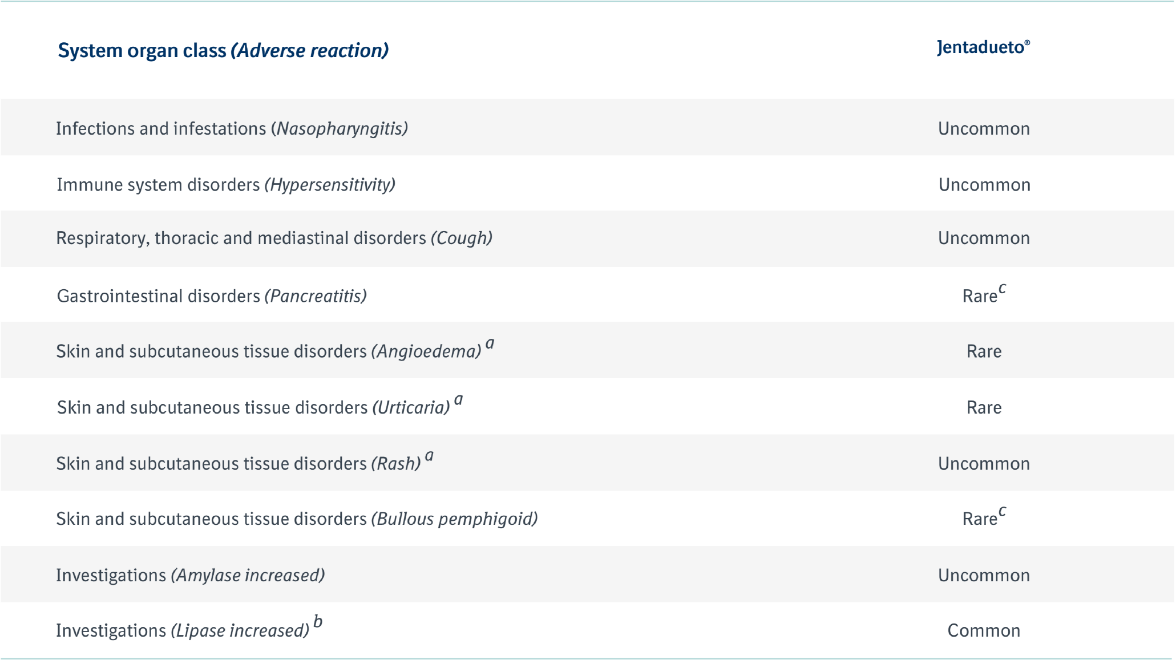 System organ class (Adverse reaction) Jentadueto®
Infections and infestations (Nasopharyngitis) Uncommon
Immune system disorders (Hypersensitivity) Uncommon
Respiratory, thoracic and mediastinal disorders (Cough) Uncommon
Gastrointestinal disorders (Pancreatitis) Rare c
Skin and subcutaneous tissue disorders (Angioedema) a Rare
Skin and subcutaneous tissue disorders (Urticaria) a Rare
Skin and subcutaneous tissue disorders (Rash) a Uncommon
Skin and subcutaneous tissue disorders (Bullous pemphigoid) Rare c
Investigations (Amylase increased) Uncommon
Investigations (Lipase increased) b Common